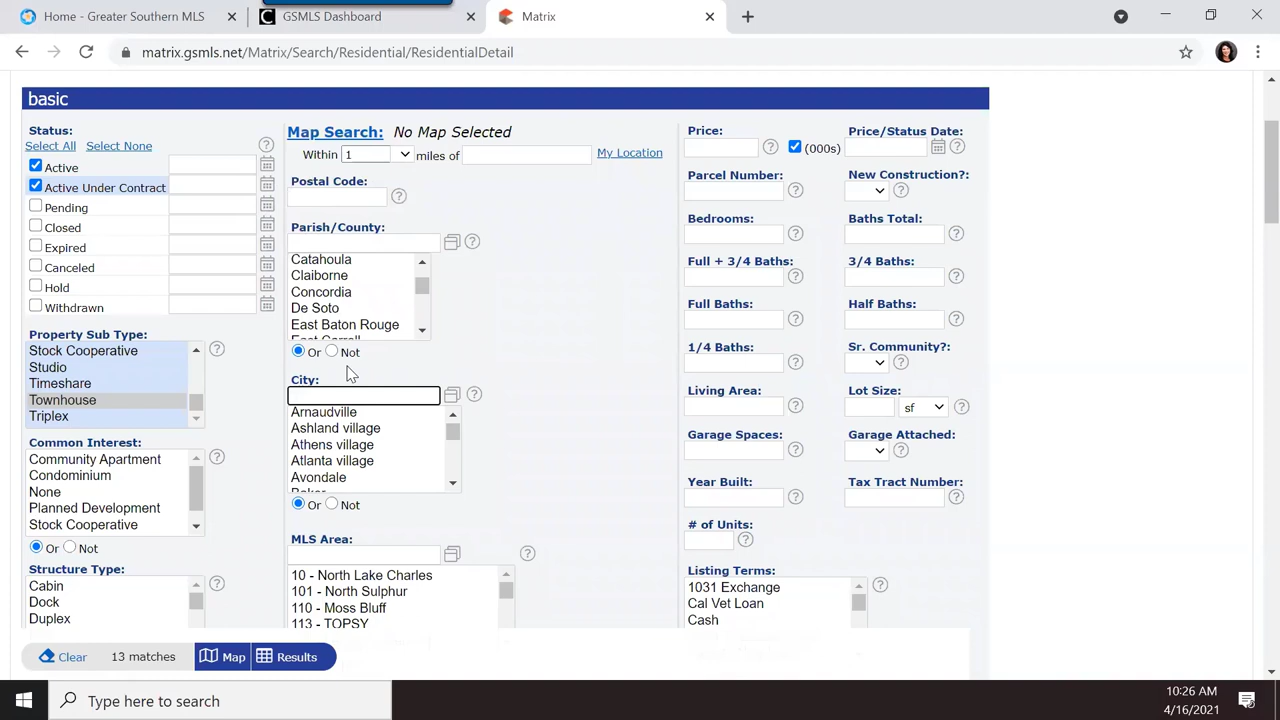 Home - Greater Southern MLS
GSMLS Dashboard
Matrix
matrix.gsmls.net/Matrix/Search/Residential/ResidentialDetail
basic
Status:
Select All Select None
Active
Active Under Contract
Pending
Closed
Expired
Canceled
Hold
Withdrawn
Property Sub Type:
Stock Cooperative
Studio
Timeshare
Townhouse
Triplex
Common Interest:
Community Apartment
Condominium
None
Planned Development
Stock Cooperative
Or Not
Structure Type:
Cabin
Dock
Duplex
Map Search: No Map Selected
Within 1 miles of My Location
Postal Code:
Parish/County:
Catahoula
Claiborne
Concordia
De Soto
East Baton Rouge
East Carroll
Or Not
City:
Arnaudville
Ashland village
Athens village
Atlanta village
Avondale
Baker
Or Not
MLS Area:
10 - North Lake Charles
101 - North Sulphur
110 - Moss Bluff
113 - TOPSY
Price: Price/Status Date:
(000s)
Parcel Number: New Construction?:
Bedrooms: Baths Total:
Full + 3/4 Baths: 3/4 Baths:
Full Baths: Half Baths:
1/4 Baths: Sr. Community?:
Living Area: Lot Size:
sf
Garage Spaces: Garage Attached:
Year Built: Tax Tract Number:
# of Units:
Listing Terms:
1031 Exchange
Cal Vet Loan
Cash
Clear 13 matches Map Results
Type here to search
10:26 AM
4/16/2021